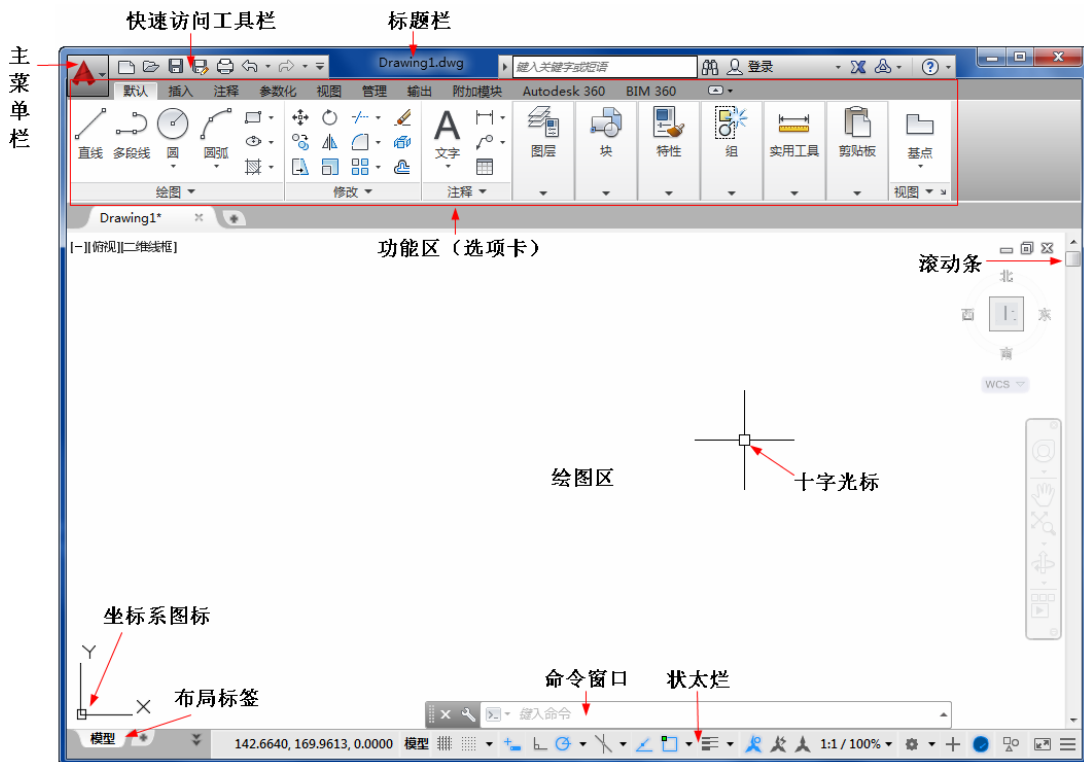 快速访问工具栏
标题栏
主菜单栏
Drawing1.dwg
键入关键字或短语
登录
默认 插入 注释 参数化 视图 管理 输出 附加模块 Autodesk 360 BIM 360
直线 多段线 圆 圆弧
文字
图层
块
特性
组
实用工具
剪贴板
基点
绘图
修改
注释
视图
Drawing1*
功能区（选项卡）
[-][俯视][二维线框]
滚动条
北
西
上
东
南
WCS
绘图区
十字光标
坐标系图标
Y
X
布局标签
命令窗口
状太烂
键入命令
模型
142.6640, 169.9613, 0.0000 模型
1:1 / 100%